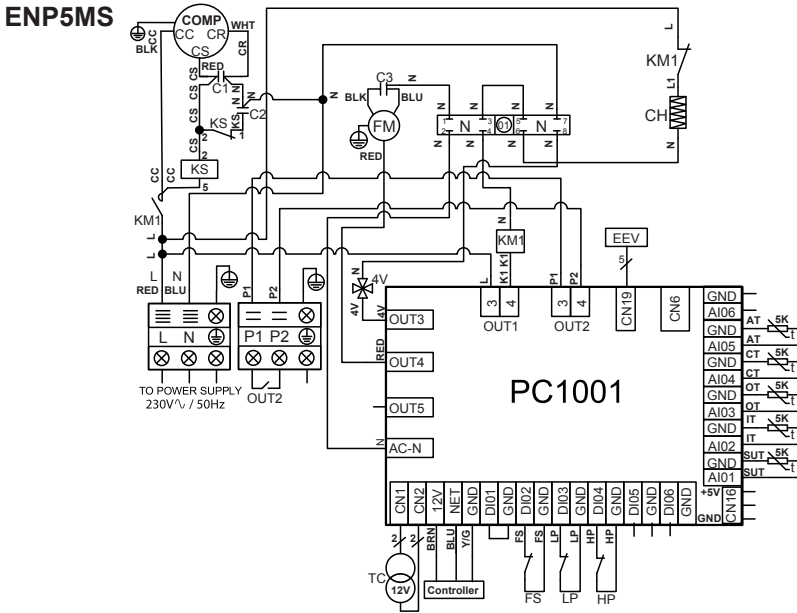 ENP5MS
COMP
CC CR WHT
BLK CC
CS CR
RED
CS C1 N N
CS KS C2 N
KS
2 1
CS
2
KS
5
CC CC
KM1
L
L
L N
RED BLU
P1 P2
L N
P1 P2
TO POWER SUPPLY
230V∿ / 50Hz
OUT2
C3 N
BLK BLU
FM
RED
N N N N
1 3 5 7
N 01 N
2 4 6 8
N N N N
L
KM1
L1
CH
N
N
KM1
L K1 K1
P1 P2
EEV
5
N 4V
4V 4V
RED
N
3 4 3 4
OUT1 OUT2
CN19 CN6
OUT3
OUT4
OUT5
AC-N
PC1001
GND
AI06
GND AT 5K
t
AI05 AT
GND CT 5K
t
AI04 CT
GND OT 5K
t
AI03 OT
GND IT 5K
t
AI02 IT
GND SUT 5K
t
AI01 SUT
+5V
CN16
GND
CN1 CN2 12V NET GND DI01 GND DI02 GND DI03 GND DI04 GND DI05 GND DI06 GND
2 2 BRN BLU Y/G FS FS LP LP HP HP
TC
12V
Controller
FS LP HP